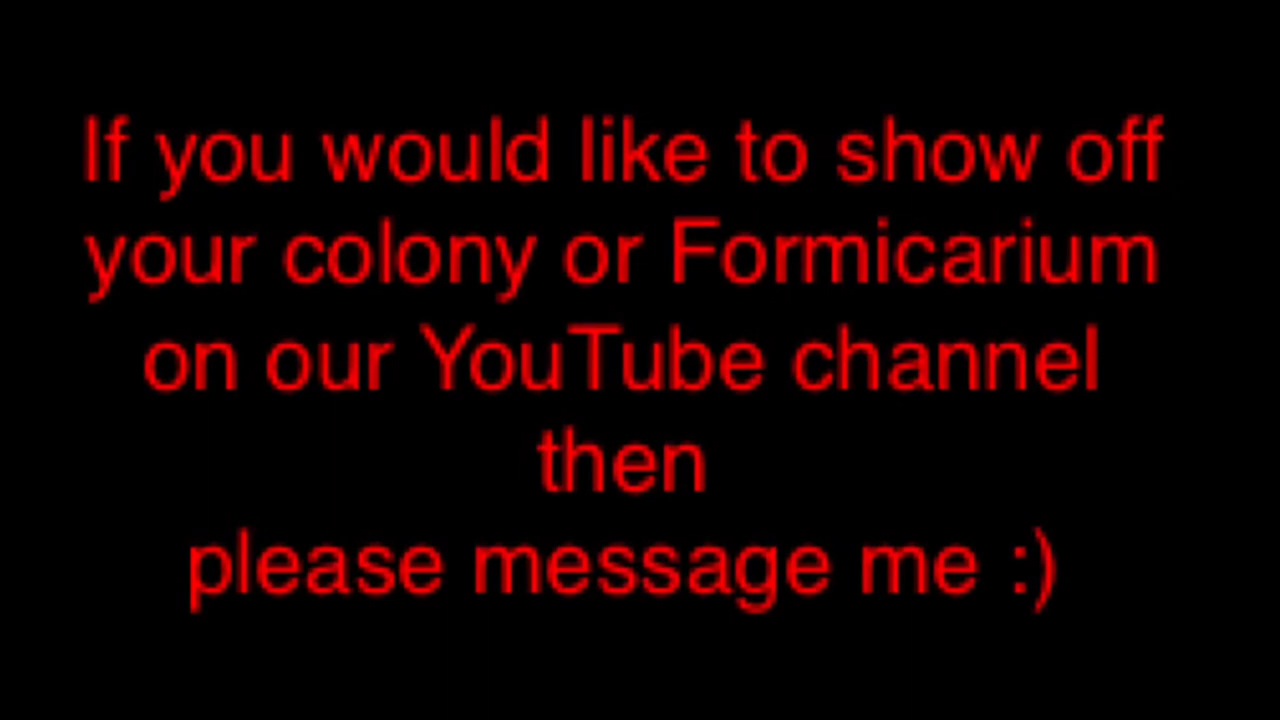 If you would like to show off
your colony or Formicarium
on our YouTube channel
then
please message me :)